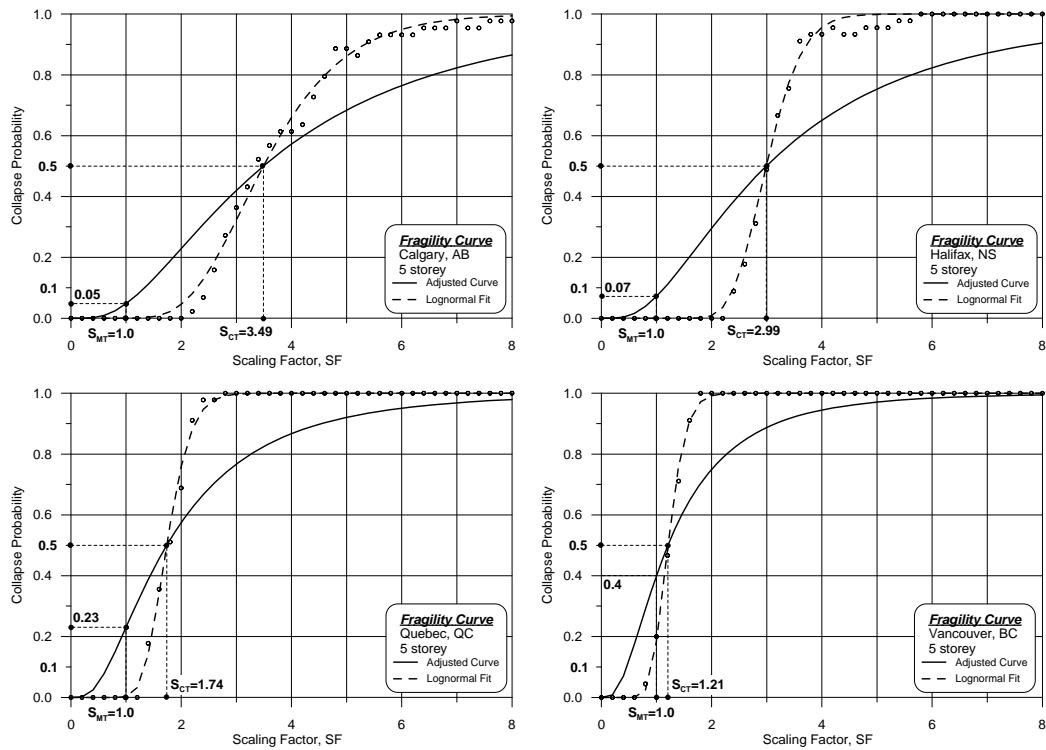 1.0
0.8
0.6
0.5
0.4
0.2
0.1
0.0
Collapse Probability
0.05
Fragility Curve
Calgary, AB
5 storey
Adjusted Curve
Lognormal Fit
S_MT=1.0
S_CT=3.49
0 2 4 6 8
Scaling Factor, SF
1.0
0.8
0.6
0.5
0.4
0.2
0.1
0.0
Collapse Probability
0.07
Fragility Curve
Halifax, NS
5 storey
Adjusted Curve
Lognormal Fit
S_MT=1.0
S_CT=2.99
0 2 4 6 8
Scaling Factor, SF
1.0
0.8
0.6
0.5
0.4
0.2
0.1
0.0
Collapse Probability
0.23
Fragility Curve
Quebec, QC
5 storey
Adjusted Curve
Lognormal Fit
S_CT=1.74
S_MT=1.0
0 2 4 6 8
Scaling Factor, SF
1.0
0.8
0.6
0.5
0.4
0.2
0.1
0.0
Collapse Probability
0.4
Fragility Curve
Vancouver, BC
5 storey
Adjusted Curve
Lognormal Fit
S_CT=1.21
S_MT=1.0
0 2 4 6 8
Scaling Factor, SF